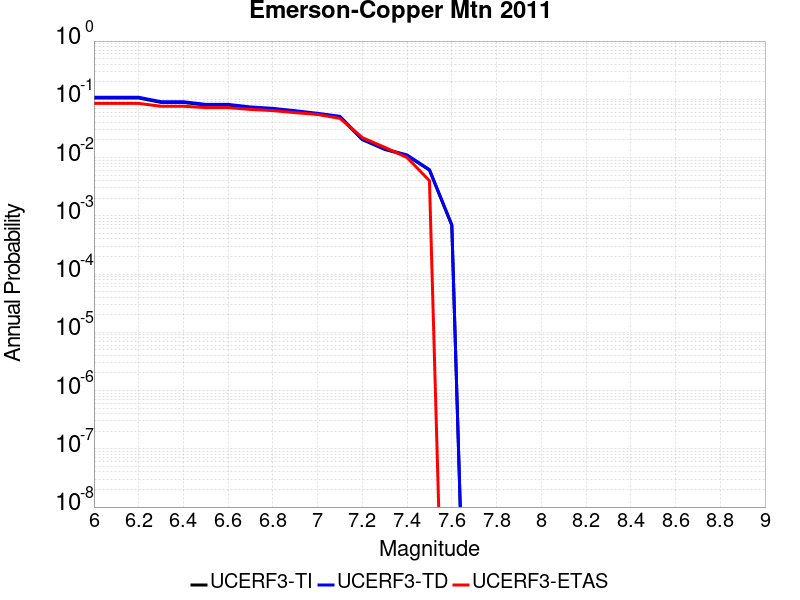 Emerson-Copper Mtn 2011
10^0
10^-1
10^-2
10^-3
10^-4
10^-5
10^-6
10^-7
10^-8
Annual Probability
6 6.2 6.4 6.6 6.8 7 7.2 7.4 7.6 7.8 8 8.2 8.4 8.6 8.8 9
Magnitude
UCERF3-TI UCERF3-TD UCERF3-ETAS